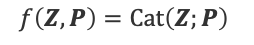 f(Z, P) = Cat(Z; P)